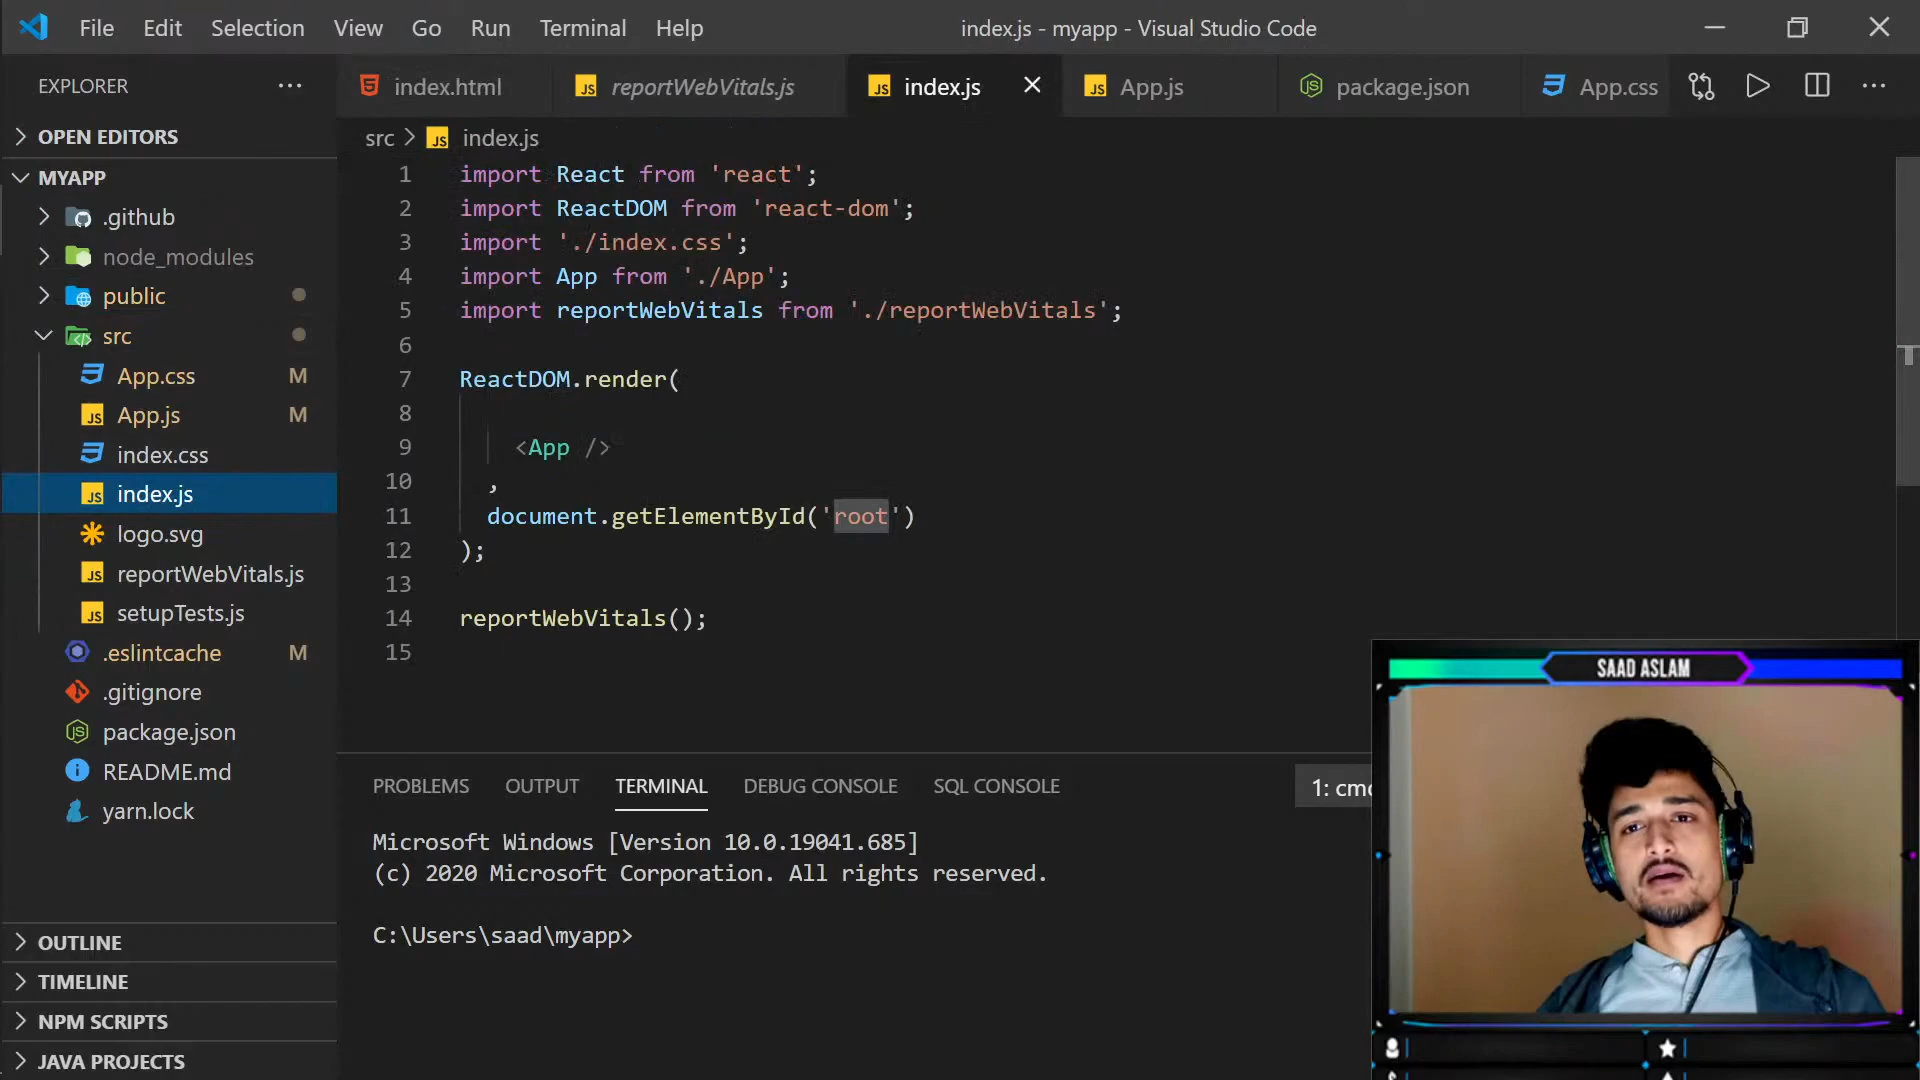 File Edit Selection View Go Run Terminal Help
index.js - myapp - Visual Studio Code
EXPLORER
OPEN EDITORS
MYAPP
.github
node_modules
public
src
App.css M
App.js M
index.css
index.js
logo.svg
reportWebVitals.js
setupTests.js
.eslintcache M
.gitignore
package.json
README.md
yarn.lock
OUTLINE
TIMELINE
NPM SCRIPTS
JAVA PROJECTS
index.html
JS reportWebVitals.js
JS index.js
JS App.js
package.json
App.css
src > JS index.js
1 import React from 'react';
2 import ReactDOM from 'react-dom';
3 import './index.css';
4 import App from './App';
5 import reportWebVitals from './reportWebVitals';
6
7 ReactDOM.render(
8
9 <App />
10 ,
11 document.getElementById('root')
12 );
13
14 reportWebVitals();
15
PROBLEMS OUTPUT TERMINAL DEBUG CONSOLE SQL CONSOLE
1: cmd
Microsoft Windows [Version 10.0.19041.685]
(c) 2020 Microsoft Corporation. All rights reserved.
C:\Users\saad\myapp>
SAAD ASLAM